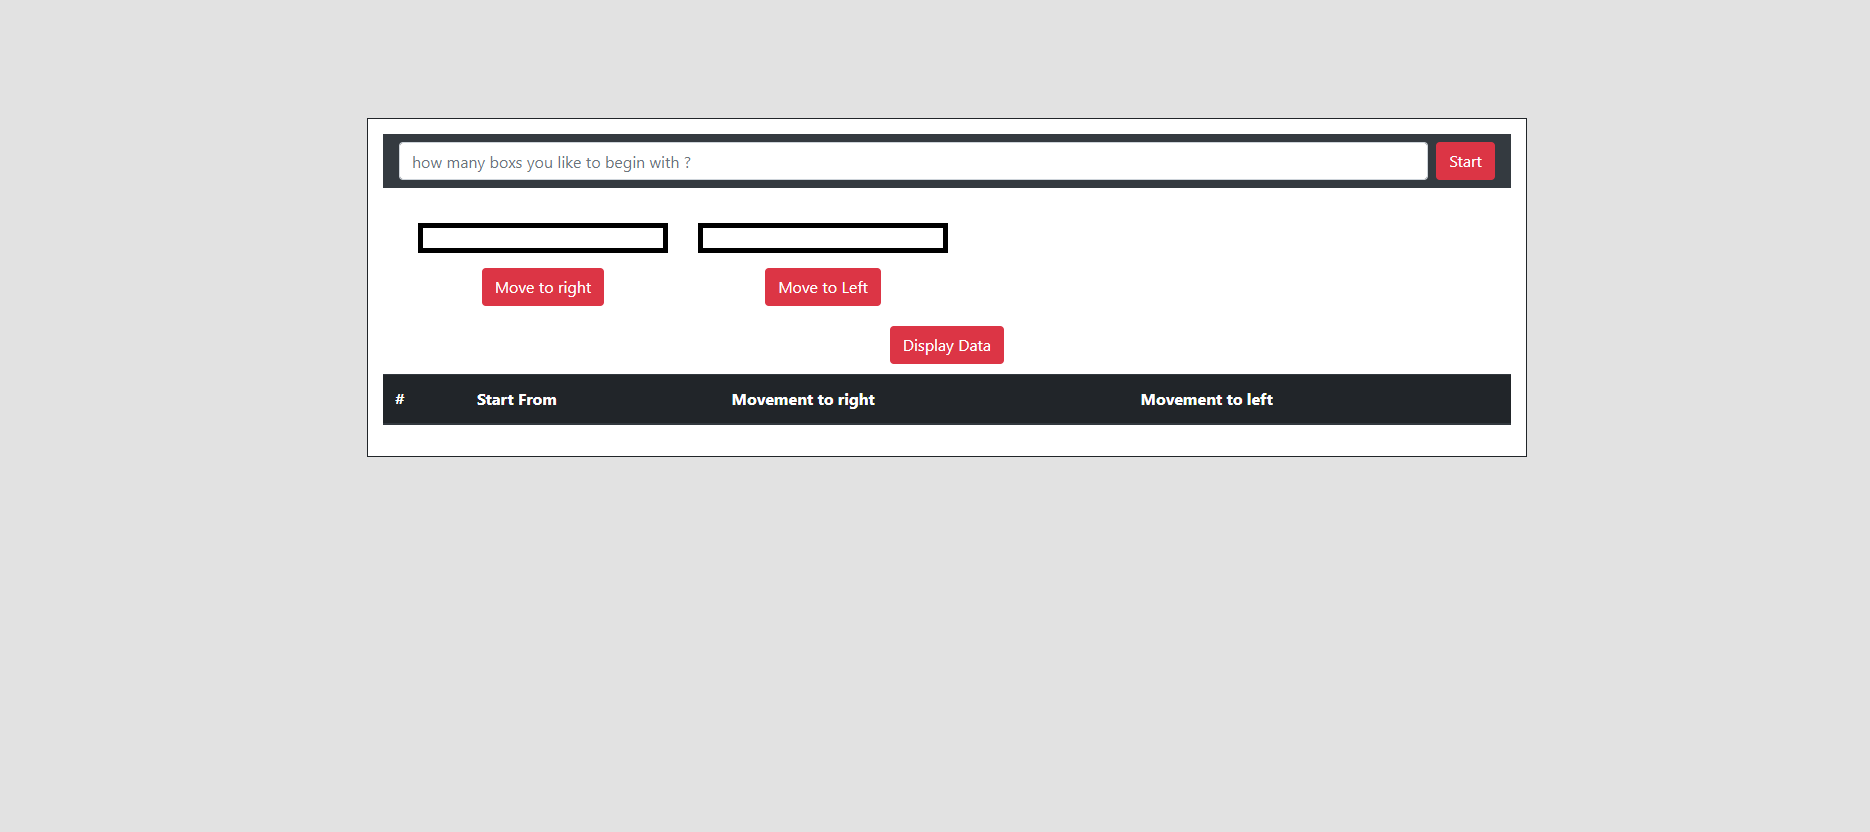 how many boxs you like to begin with ? Start
Move to right Move to Left
Display Data
# Start From Movement to right Movement to left